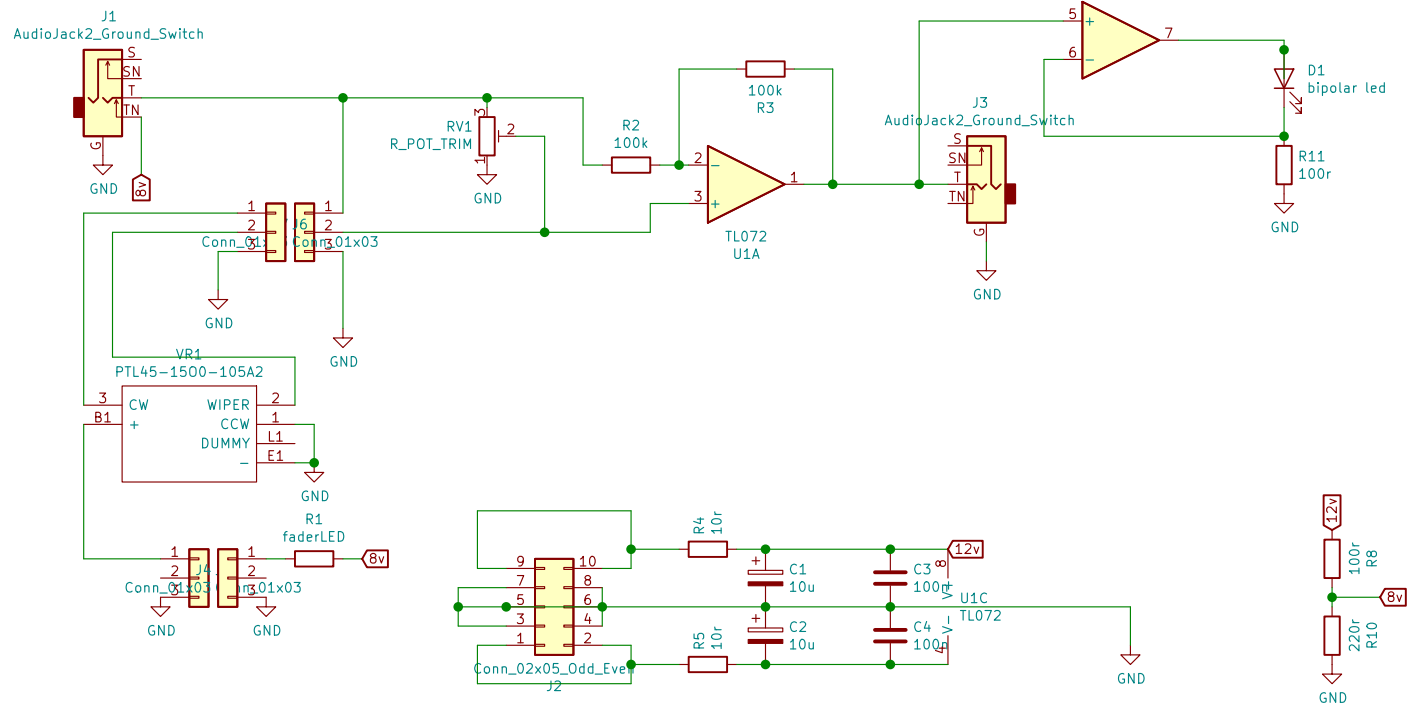 J1
AudioJack2_Ground_Switch
S
SN
T
TN
G
GND
8v
RV1
R_POT_TRIM
3
2
1
GND
R2
100k
100k
R3
2
3
1
−
+
TL072
U1A
5
6
7
+
−
D1
bipolar led
R11
100r
GND
J3
AudioJack2_Ground_Switch
S
SN
T
TN
G
GND
1
2
3
1
2
3
J6
Conn_01x03
Conn_01x03
GND
GND
VR1
PTL45-15O0-105A2
3
CW
B1
+
WIPER
2
CCW
1
DUMMY
L1
−
E1
GND
R1
faderLED
8v
1
2
3
1
2
3
J4
Conn_01x03
Conn_01x03
GND
GND
9
10
7
8
5
6
3
4
1
2
Conn_02x05_Odd_Even
J2
R4
10r
R5
10r
+
C1
10u
+
C2
10u
C3
100n
C4
100n
12v
8
V+
U1C
TL072
V-
4
GND
12v
100r
R8
8v
220r
R10
GND